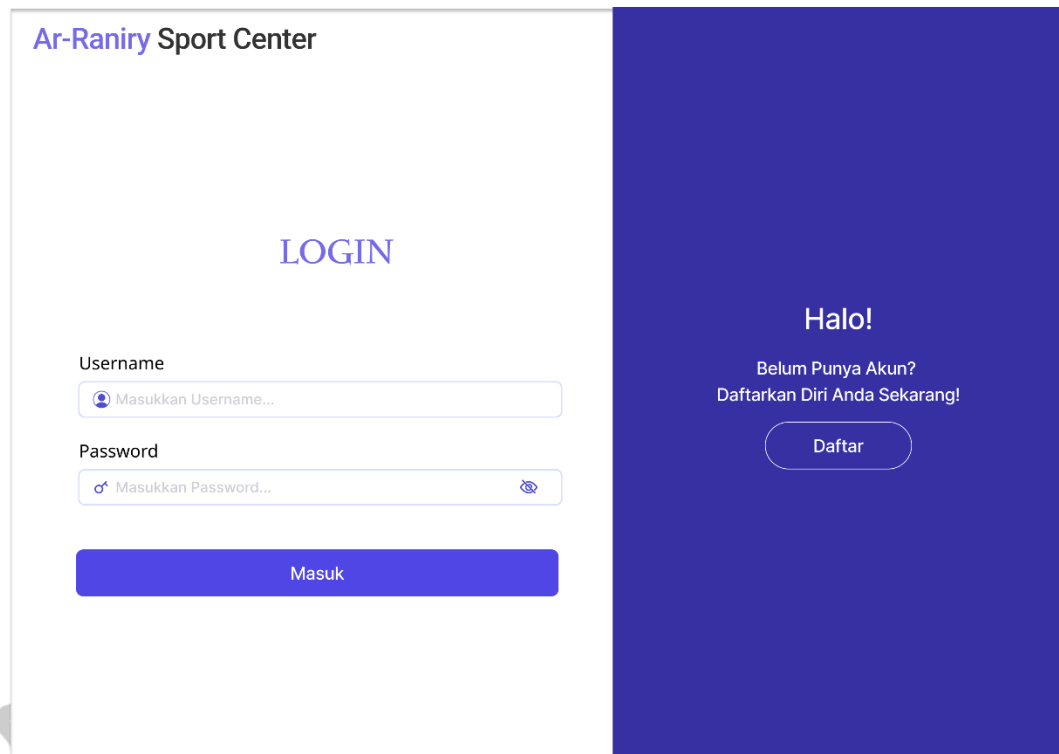 Ar-Raniry Sport Center
LOGIN
Username
Masukkan Username...
Password
Masukkan Password...
Masuk
Halo!
Belum Punya Akun?
Daftarkan Diri Anda Sekarang!
Daftar